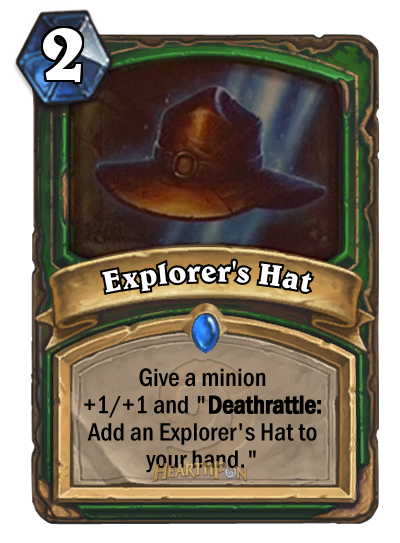 2
Explorer's Hat
Give a minion
+1/+1 and "Deathrattle:
Add an Explorer's Hat to
your hand."
HEARTHPWN